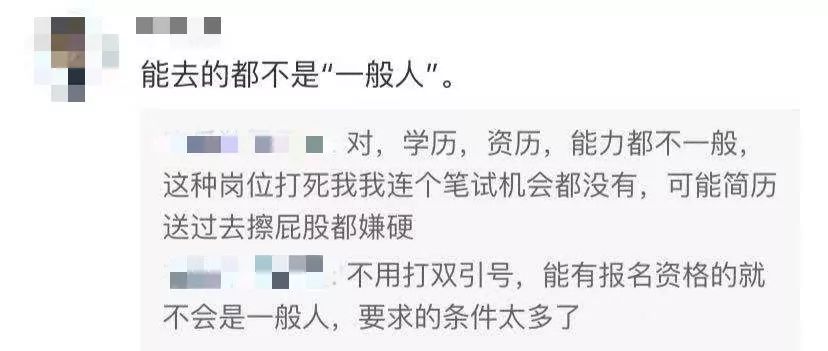 能去的都不是“一般人”。
: 对，学历，资历，能力都不一般，
这种岗位打死我我连个笔试机会都没有，可能简历
送过去擦屁股都嫌硬
: 不用打双引号，能有报名资格的就
不会是一般人，要求的条件太多了